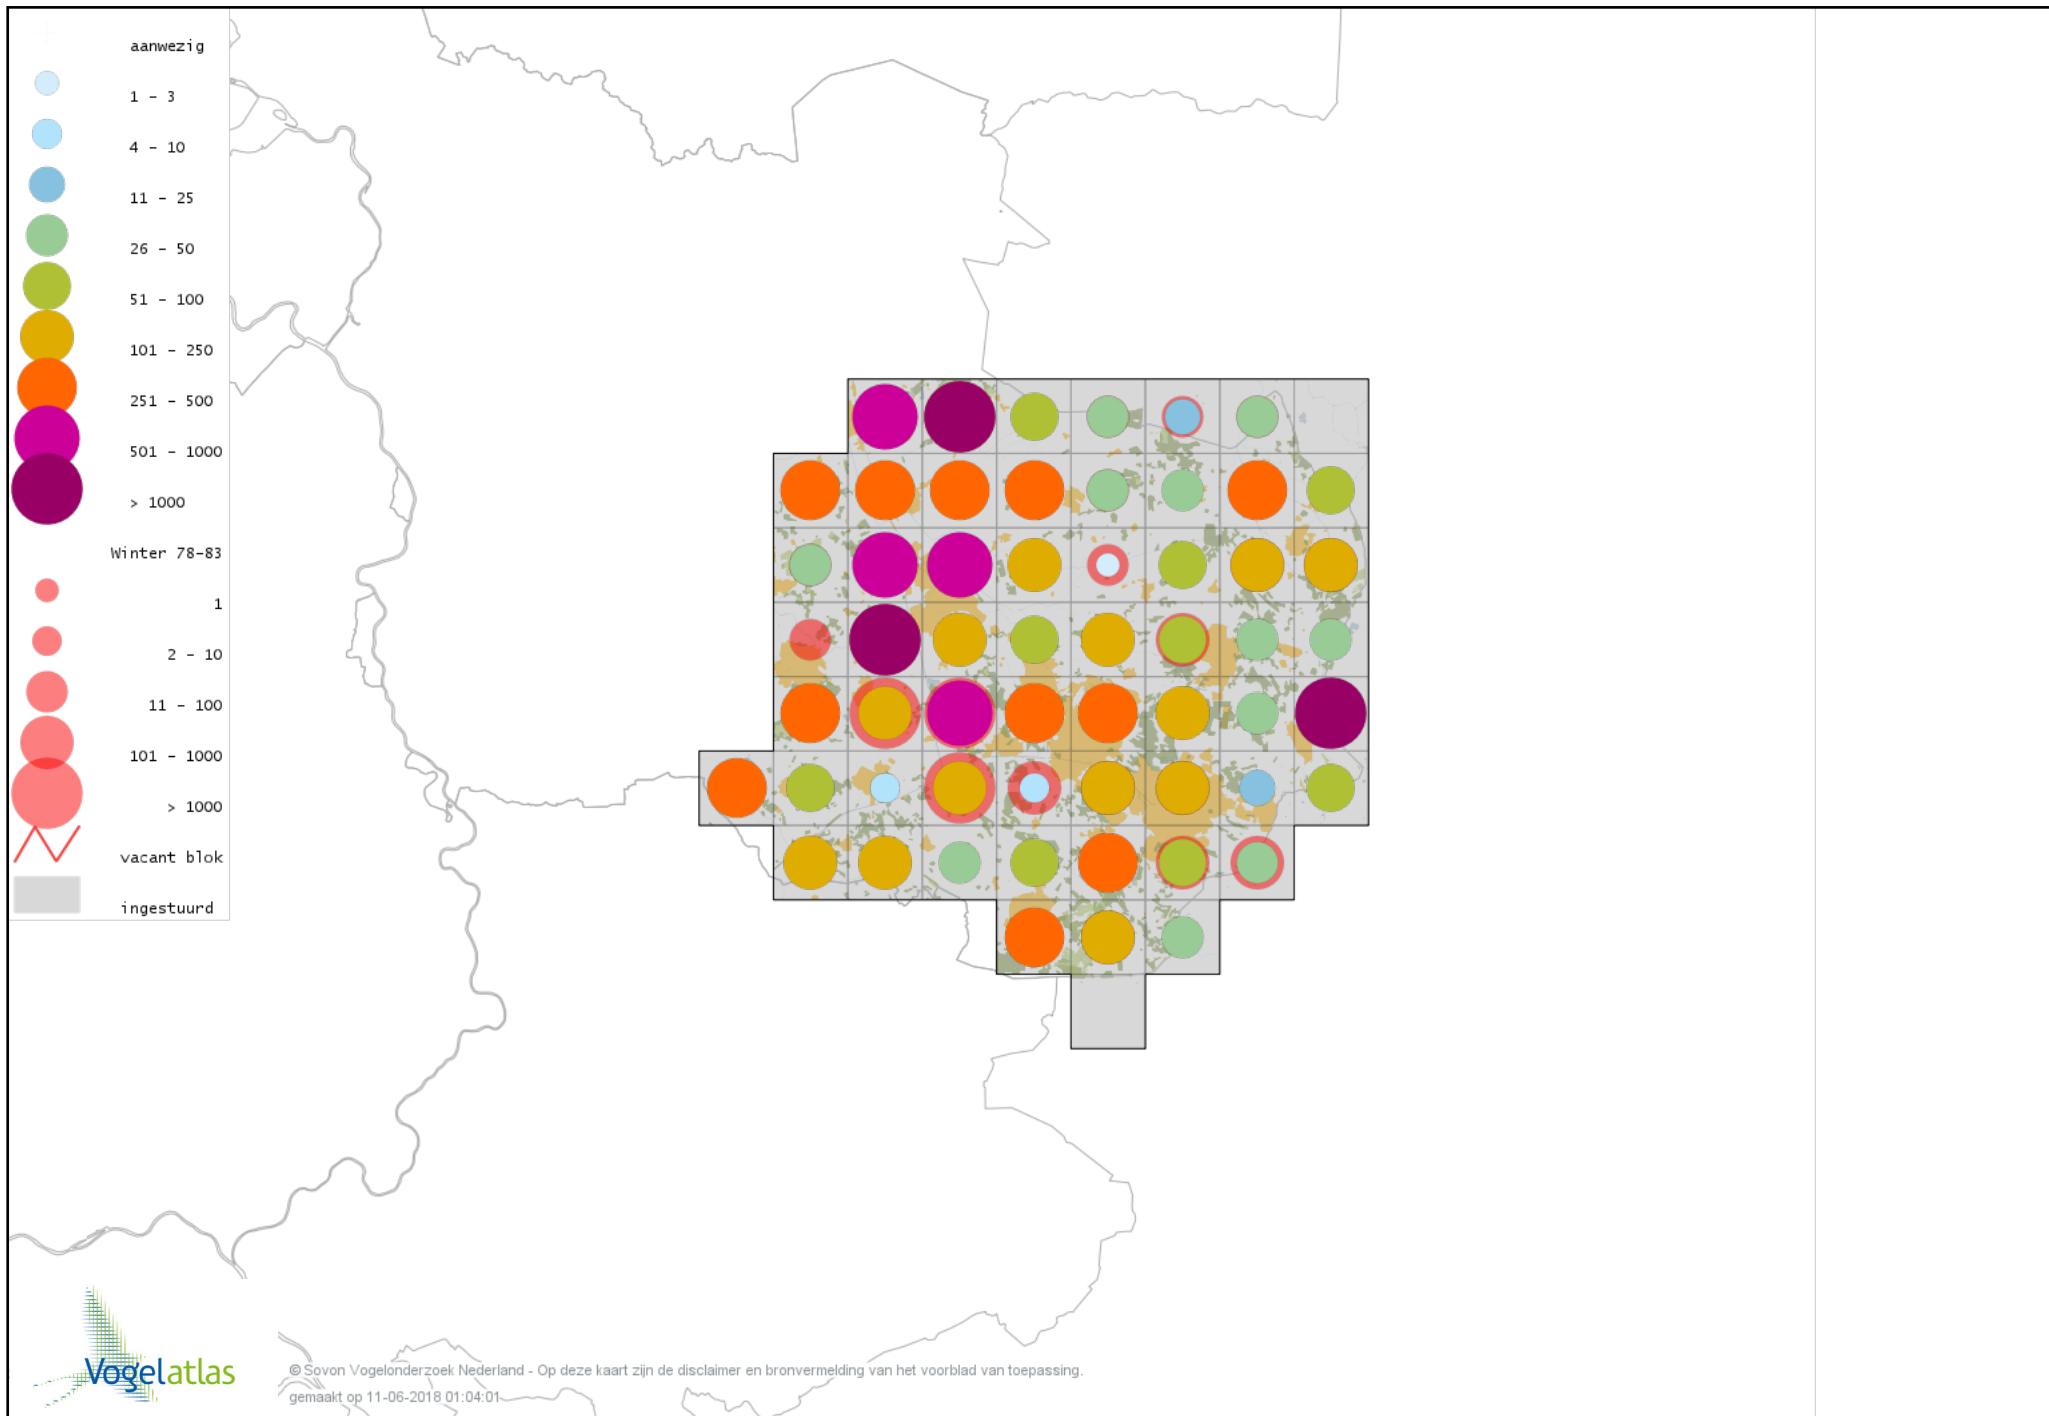 aanwezig
1 - 3
4 - 10
11 - 25
26 - 50
51 - 100
101 - 250
251 - 500
501 - 1000
> 1000
Winter 78-83
1
2 - 10
11 - 100
101 - 1000
> 1000
vacant blok
ingestuurd
Vogelatlas
© Sovon Vogelonderzoek Nederland - Op deze kaart zijn de disclaimer en bronvermelding van het voorblad van toepassing.
gemaakt op 11-06-2018 01:04:01